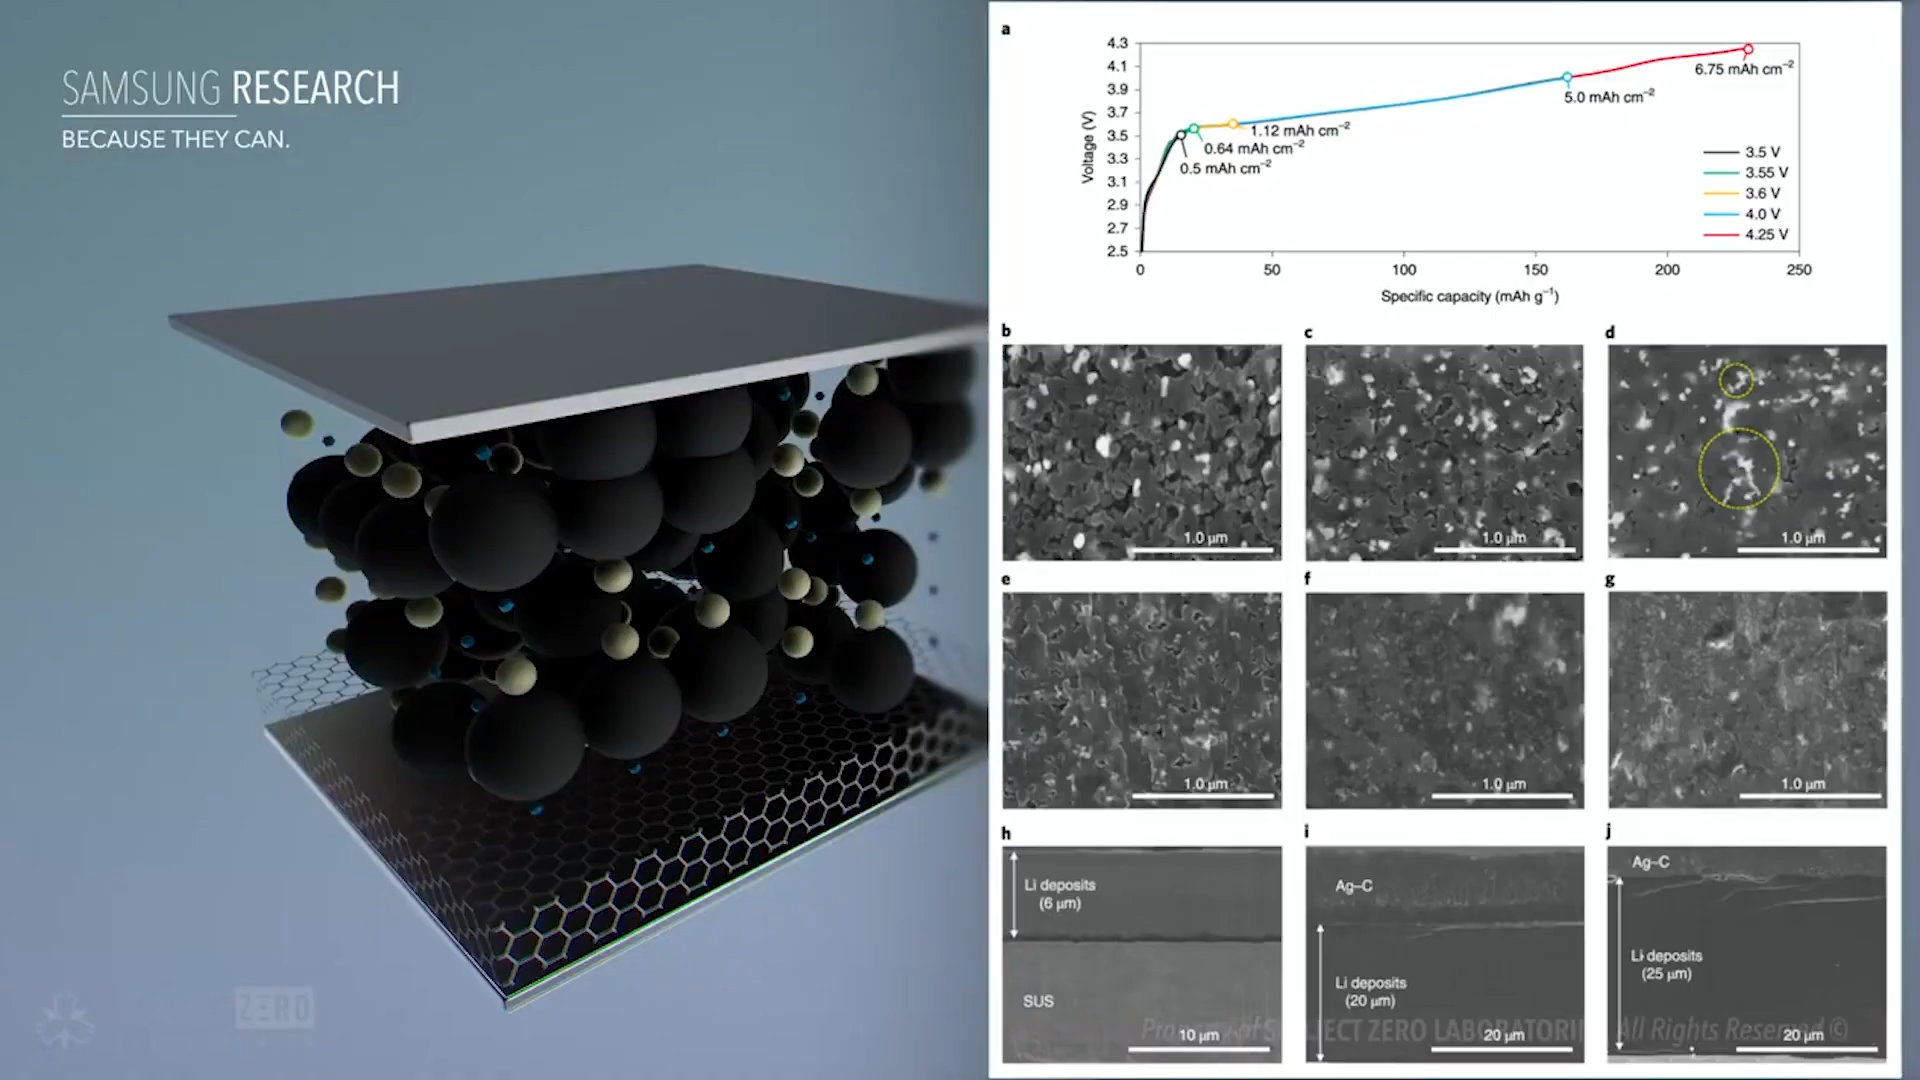 SAMSUNG RESEARCH
BECAUSE THEY CAN.
ZERO
a
4.3
4.1
3.9
3.7
3.5
3.3
3.1
2.9
2.7
2.5
Voltage (V)
0 50 100 150 200 250
Specific capacity (mAh g⁻¹)
6.75 mAh cm⁻²
5.0 mAh cm⁻²
1.12 mAh cm⁻²
0.64 mAh cm⁻²
0.5 mAh cm⁻²
3.5 V
3.55 V
3.6 V
4.0 V
4.25 V
b
1.0 µm
c
1.0 µm
d
1.0 µm
e
1.0 µm
f
1.0 µm
g
1.0 µm
h
Li deposits
(6 µm)
SUS
10 µm
i
Ag–C
Li deposits
(20 µm)
20 µm
j
Ag–C
Li deposits
(25 µm)
20 µm
ZERO All Rights Reserved ©